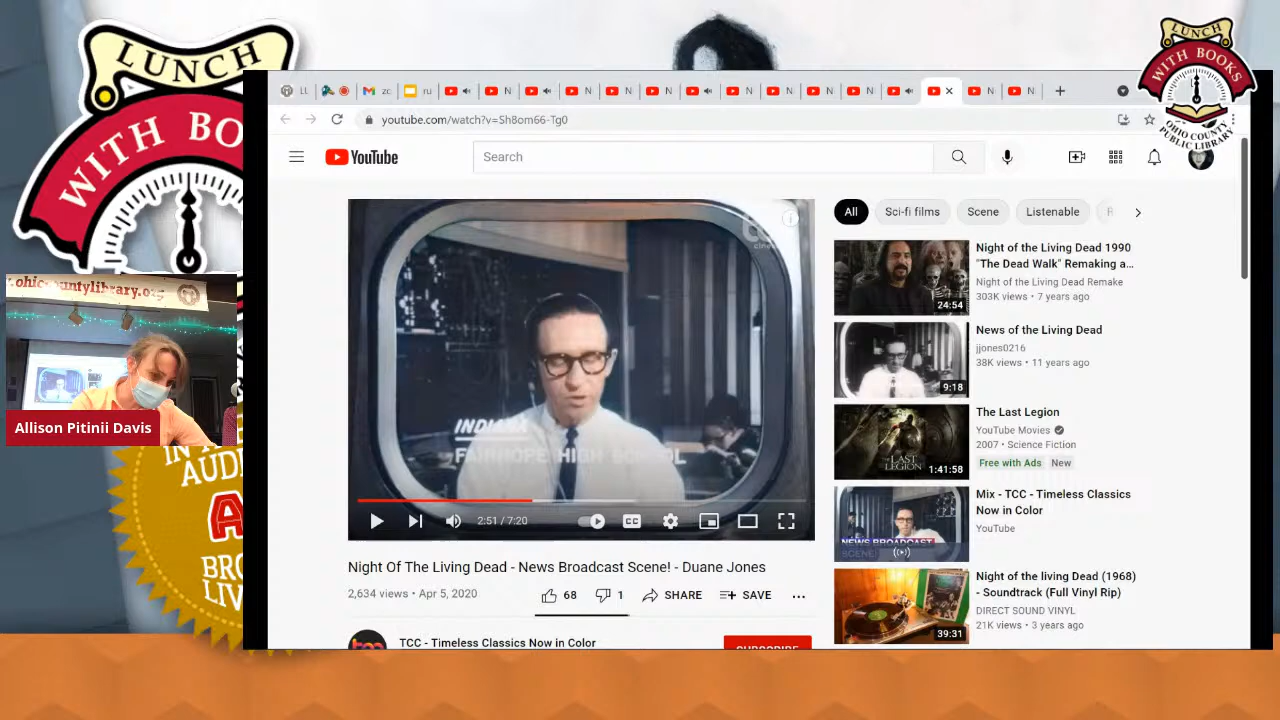 LUNCH
WITH BO
LUNCH
WITH BOOKS
OHIO COUNTY
PUBLIC LIBRARY
youtube.com/watch?v=Sh8om66-Tg0
YouTube
Search
All
Sci-fi films
Scene
Listenable
INDIANA
FAIRHOPE HIGH SCHOOL
2:51 / 7:20
CC
Night Of The Living Dead - News Broadcast Scene! - Duane Jones
2,634 views • Apr 5, 2020
68
1
SHARE
SAVE
TCC - Timeless Classics Now in Color
SUBSCRIBE
Night of the Living Dead 1990
"The Dead Walk" Remaking a...
Night of the Living Dead Remake
303K views • 7 years ago
24:54
News of the Living Dead
jjones0216
38K views • 11 years ago
9:18
The Last Legion
YouTube Movies
2007 • Science Fiction
Free with Ads
New
THE LAST
LEGION
1:41:58
Mix - TCC - Timeless Classics
Now in Color
YouTube
NEWS BROADCAST
SCENE!
Night of the living Dead (1968)
- Soundtrack (Full Vinyl Rip)
DIRECT SOUND VINYL
21K views • 3 years ago
39:31
.ohiocountylibrary.org
Allison Pitinii Davis
IN
AUD
A
BRO
LIV